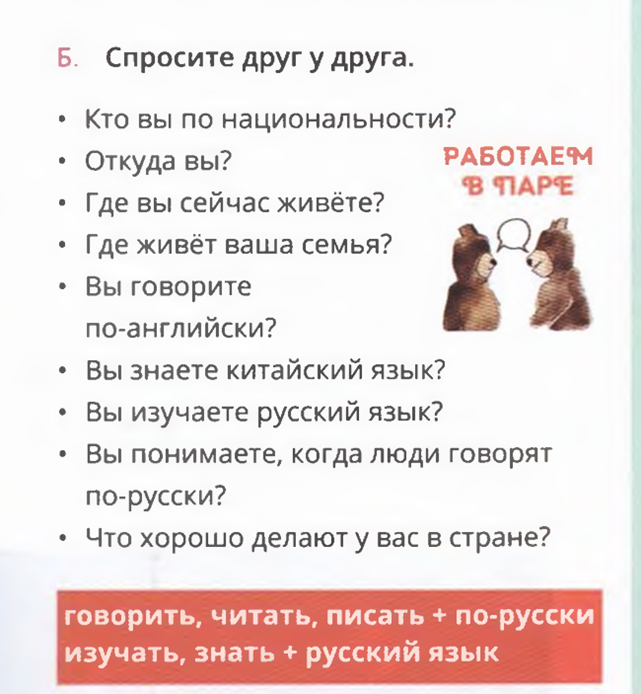 Б. Спросите друг у друга.
• Кто вы по национальности?
• Откуда вы?
РАБОТАЕМ
В ПАРЕ
• Где вы сейчас живёте?
• Где живёт ваша семья?
• Вы говорите
по-английски?
• Вы знаете китайский язык?
• Вы изучаете русский язык?
• Вы понимаете, когда люди говорят
по-русски?
• Что хорошо делают у вас в стране?
говорить, читать, писать + по-русски
изучать, знать + русский язык